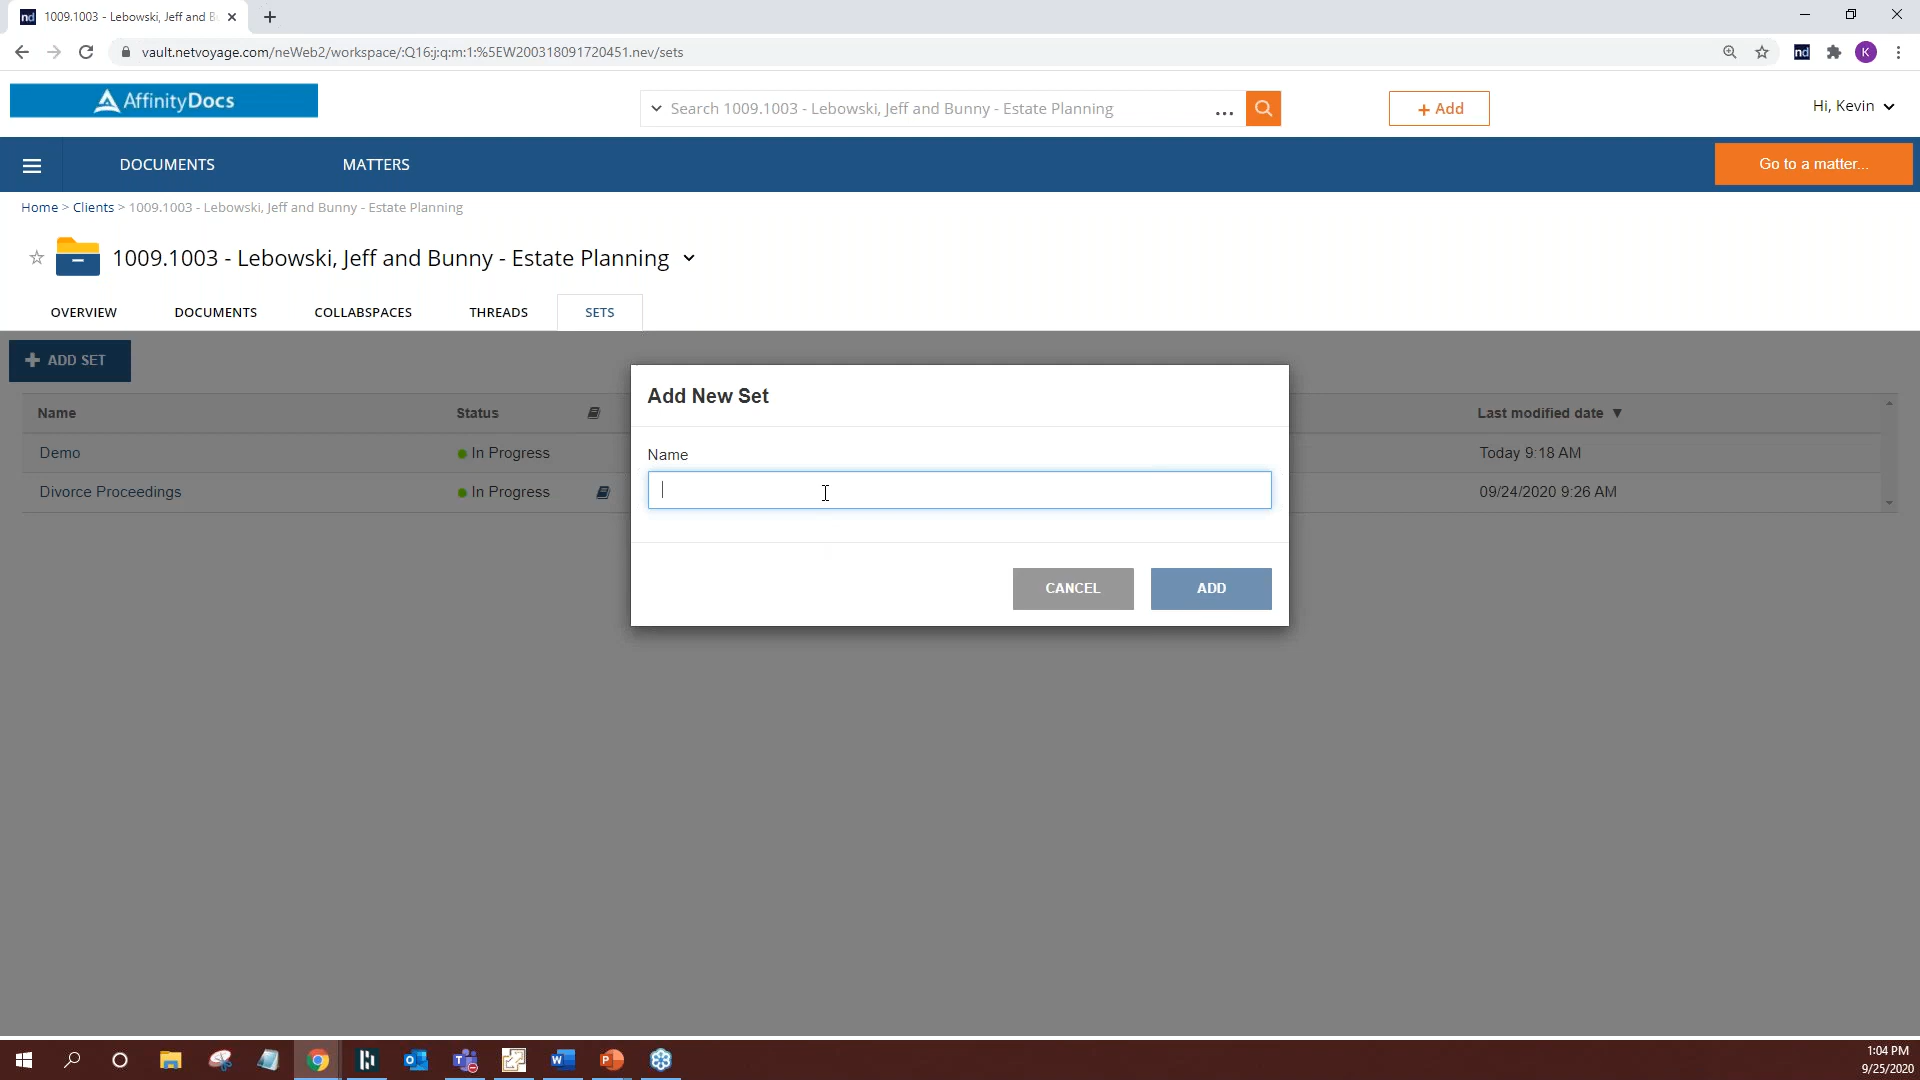 nd 1009.1003 - Lebowski, Jeff and B
vault.netvoyage.com/neWeb2/workspace/:Q16:j:q:m:1:%5EW200318091720451.nev/sets
nd
K
AffinityDocs
Search 1009.1003 - Lebowski, Jeff and Bunny - Estate Planning ...
+ Add
Hi, Kevin
DOCUMENTS
MATTERS
Go to a matter...
Home > Clients > 1009.1003 - Lebowski, Jeff and Bunny - Estate Planning
1009.1003 - Lebowski, Jeff and Bunny - Estate Planning
OVERVIEW
DOCUMENTS
COLLABSPACES
THREADS
SETS
+ ADD SET
Name
Status
Last modified date ▼
Demo
In Progress
Today 9:18 AM
Divorce Proceedings
In Progress
09/24/2020 9:26 AM
Add New Set
Name
CANCEL
ADD
1:04 PM
9/25/2020